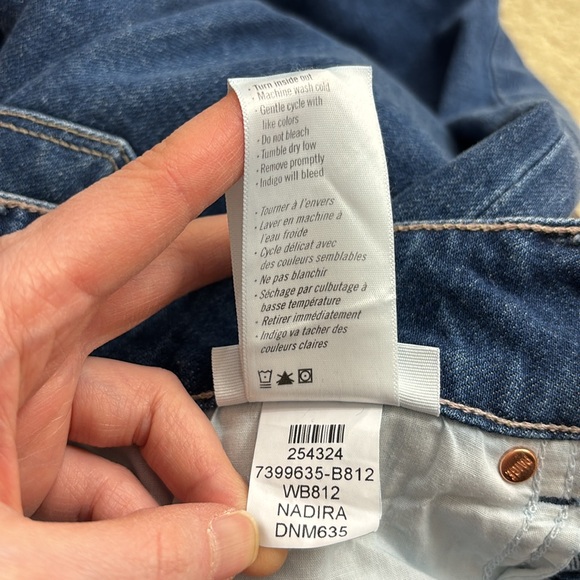 • Turn inside out
• Machine wash cold
• Gentle cycle with
like colors
• Do not bleach
• Tumble dry low
• Remove promptly
• Indigo will bleed
• Tourner à l'envers
• Laver en machine à
l'eau froide
• Cycle délicat avec
des couleurs semblables
• Ne pas blanchir
• Séchage par culbutage à
basse température
• Retirer immédiatement
• Indigo va tacher des
couleurs claires
254324
7399635-B812
WB812
NADIRA
DNM635